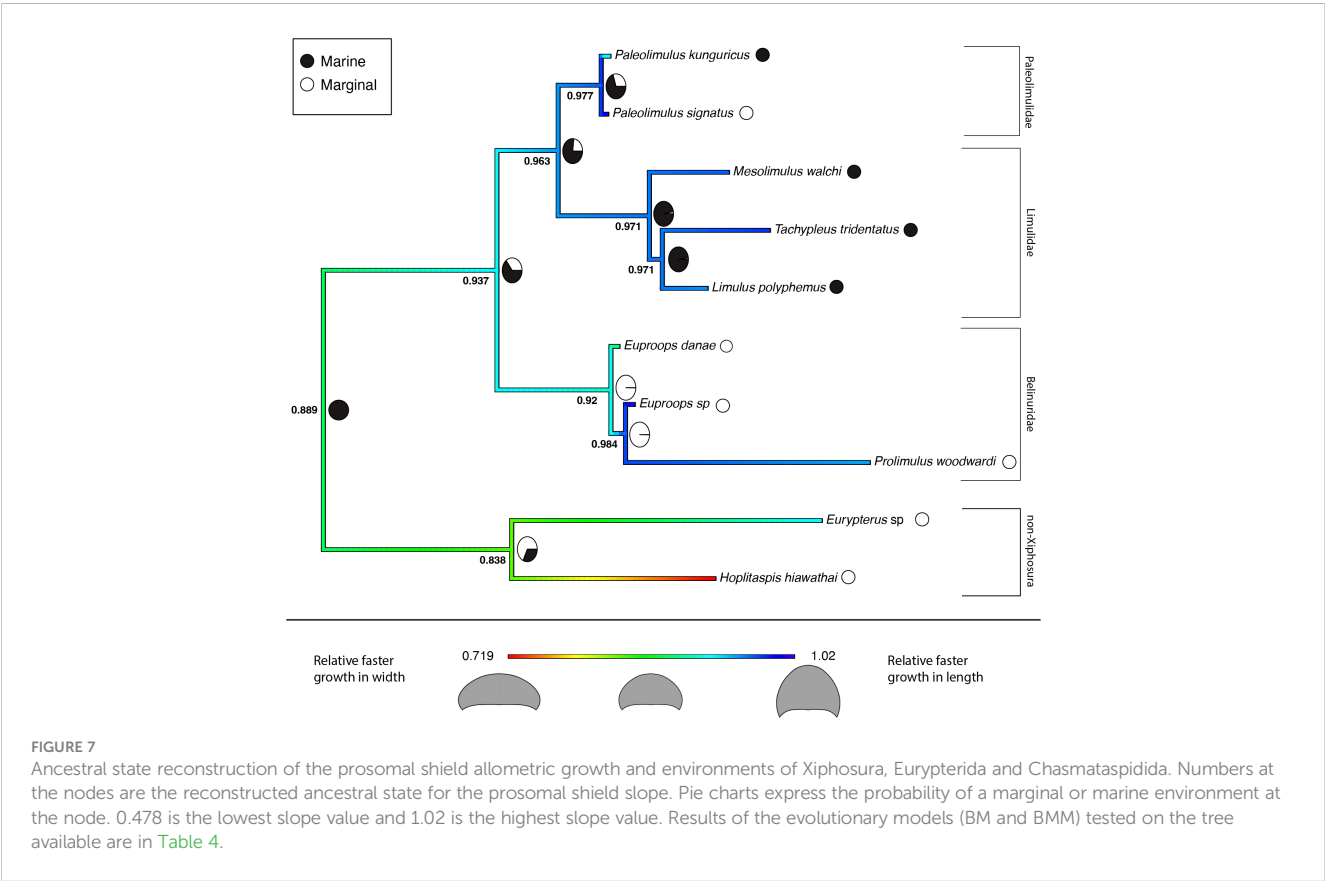 Marine
Marginal
Paleolimulus kunguricus
0.977
Paleolimulus signatus
Paleolimulidae
0.963
Mesolimulus walchi
0.971
Tachypleus tridentatus
0.971
Limulus polyphemus
Limulidae
0.937
Euproops danae
0.92
Euproops sp
0.984
Prolimulus woodwardi
Belinuridae
0.889
Eurypterus sp
0.838
Hoplitaspis hiawathai
non-Xiphosura
Relative faster
growth in width
0.719
1.02
Relative faster
growth in length
FIGURE 7
Ancestral state reconstruction of the prosomal shield allometric growth and environments of Xiphosura, Eurypterida and Chasmataspidida. Numbers at
the nodes are the reconstructed ancestral state for the prosomal shield slope. Pie charts express the probability of a marginal or marine environment at
the node. 0.478 is the lowest slope value and 1.02 is the highest slope value. Results of the evolutionary models (BM and BMM) tested on the tree
available are in Table 4.